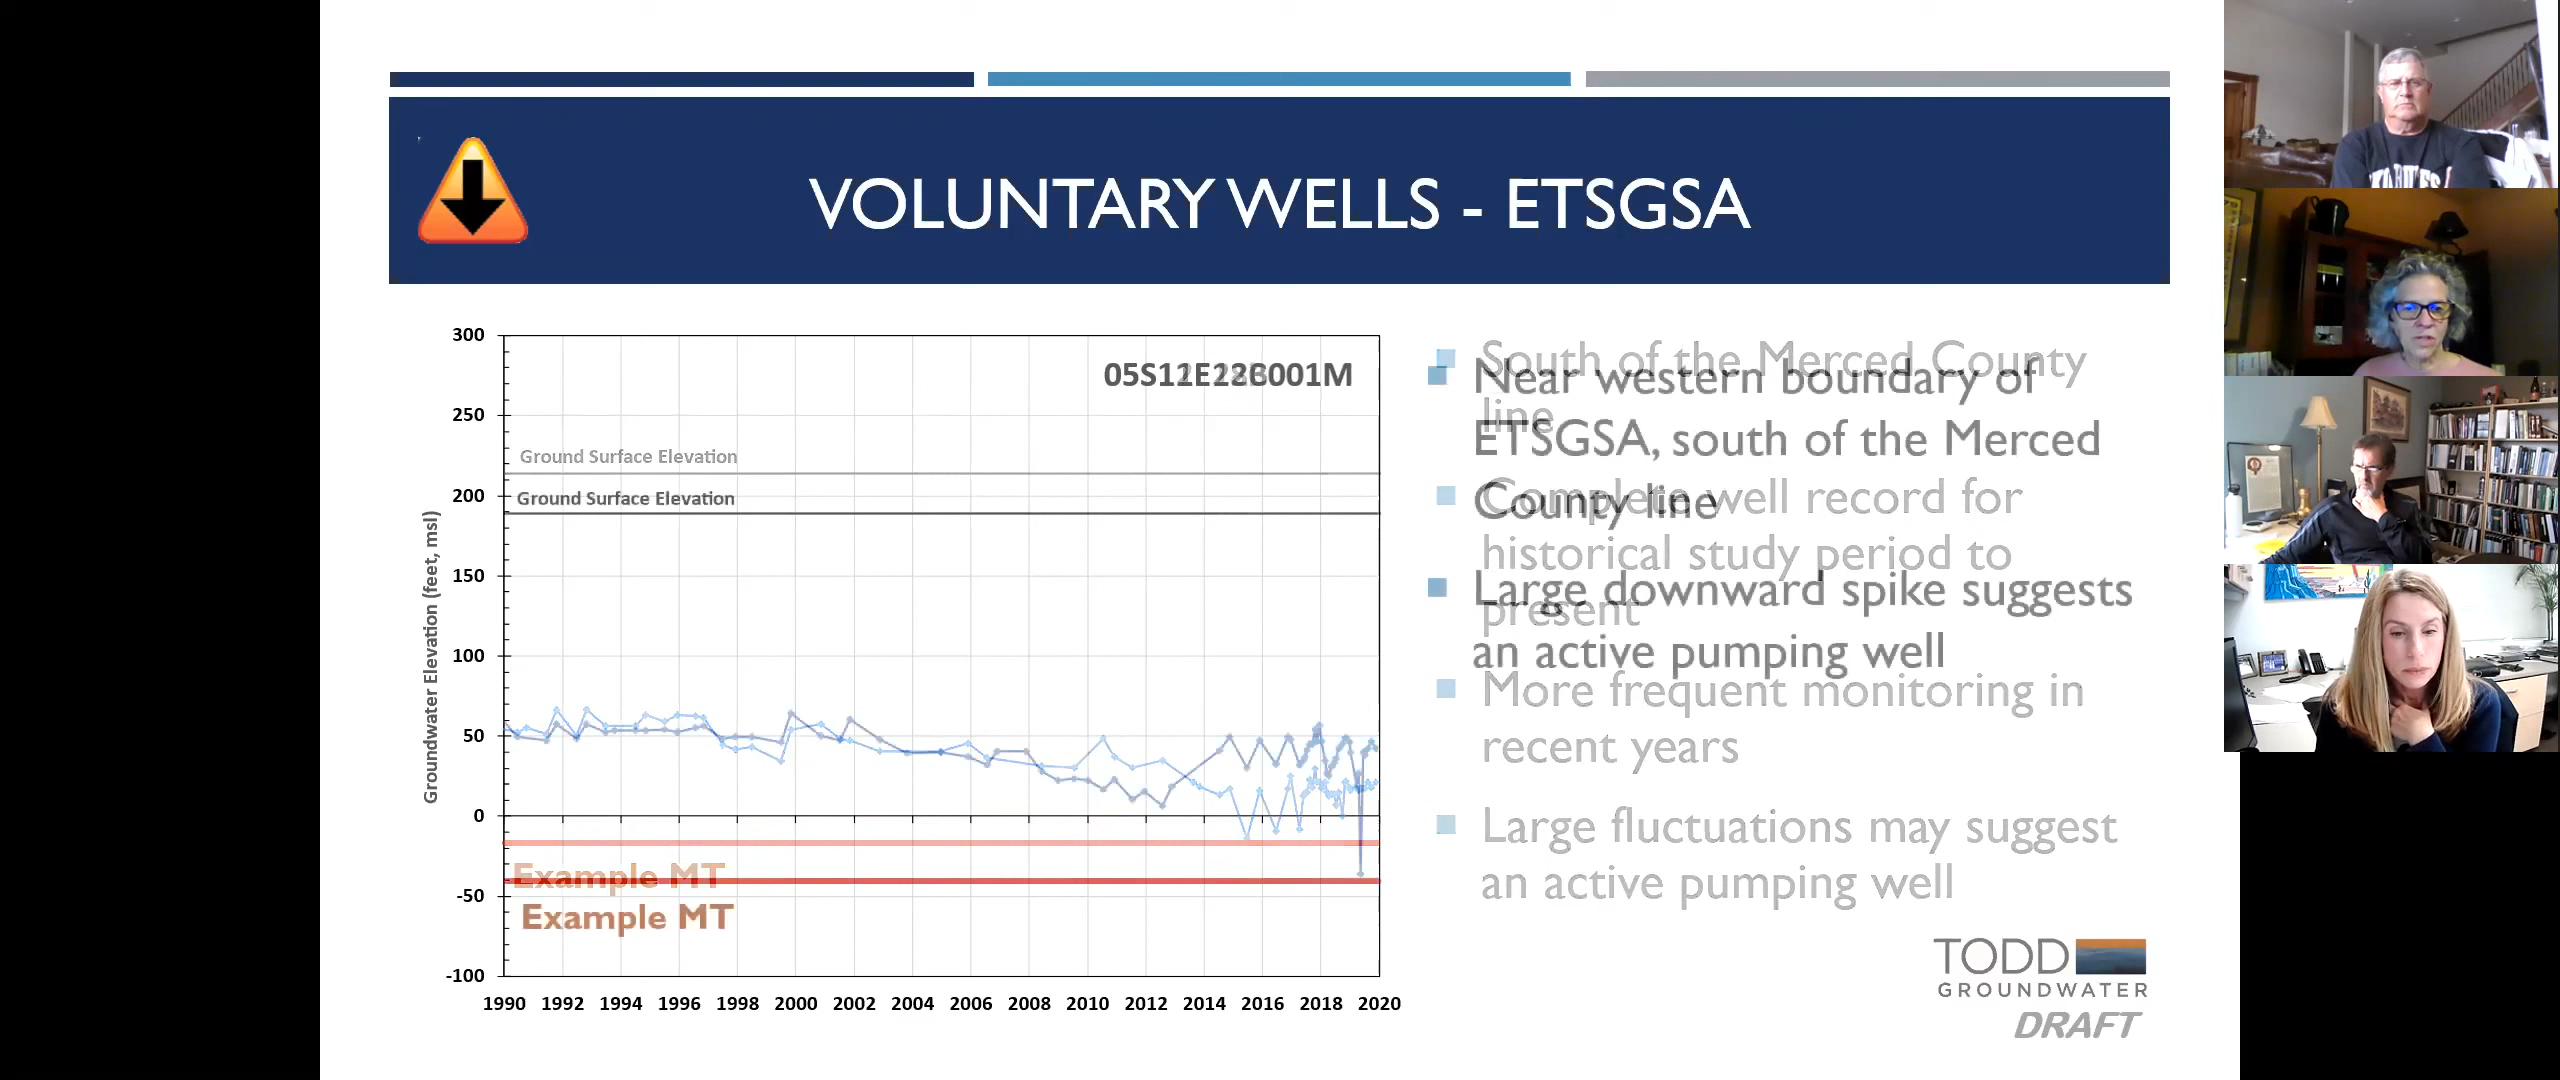 VOLUNTARY WELLS - ETSGSA
300
250
200
150
100
50
0
-50
-100
Groundwater Elevation (feet, msl)
Ground Surface Elevation
Ground Surface Elevation
Example MT
Example MT
1990 1992 1994 1996 1998 2000 2002 2004 2006 2008 2010 2012 2014 2016 2018 2020
Near western boundary of
ETSGSA, south of the Merced
County line
Large downward spike suggests
an active pumping well
South of the Merced County
line
Complete well record for
historical study period to
present
More frequent monitoring in
recent years
Large fluctuations may suggest
an active pumping well
TODD
GROUNDWATER
DRAFT